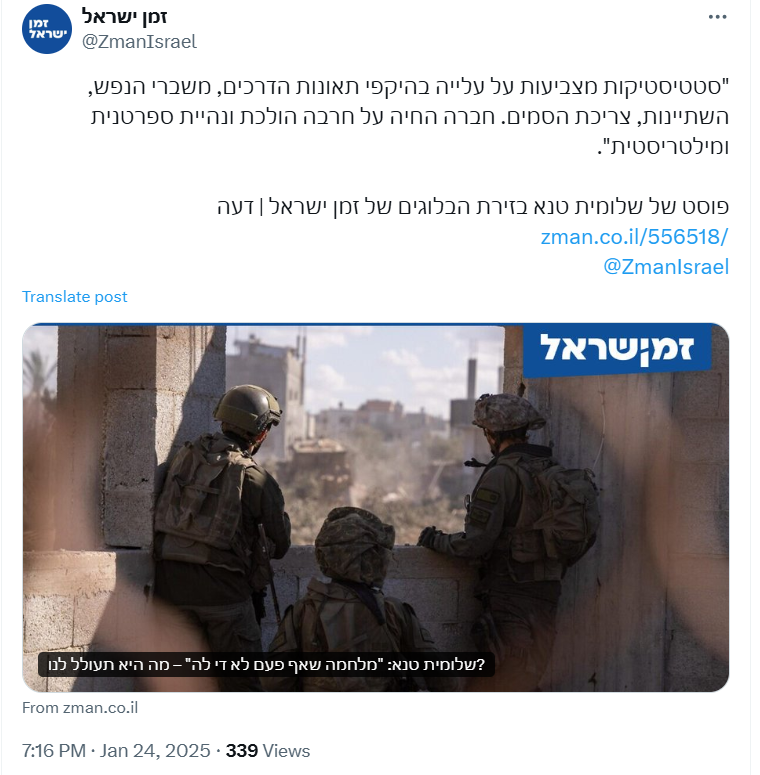 זמן ישראל
@ZmanIsrael
זמן
ישראל
"סטטיסטיקות מצביעות על עלייה בהיקפי תאונות הדרכים, משברי הנפש,
השתיינות, צריכת הסמים. חברה החיה על חרבה הולכת ונהיית ספרטנית
ומילטריסטית".
פוסט של שלומית טנא בזירת הבלוגים של זמן ישראל | דעה
zman.co.il/556518/
@ZmanIsrael
Translate post
זמן ישראל
?שלומית טנא: "מלחמה שאף פעם לא די לה" – מה היא תעולל לנו
From zman.co.il
7:16 PM · Jan 24, 2025 · 339 Views